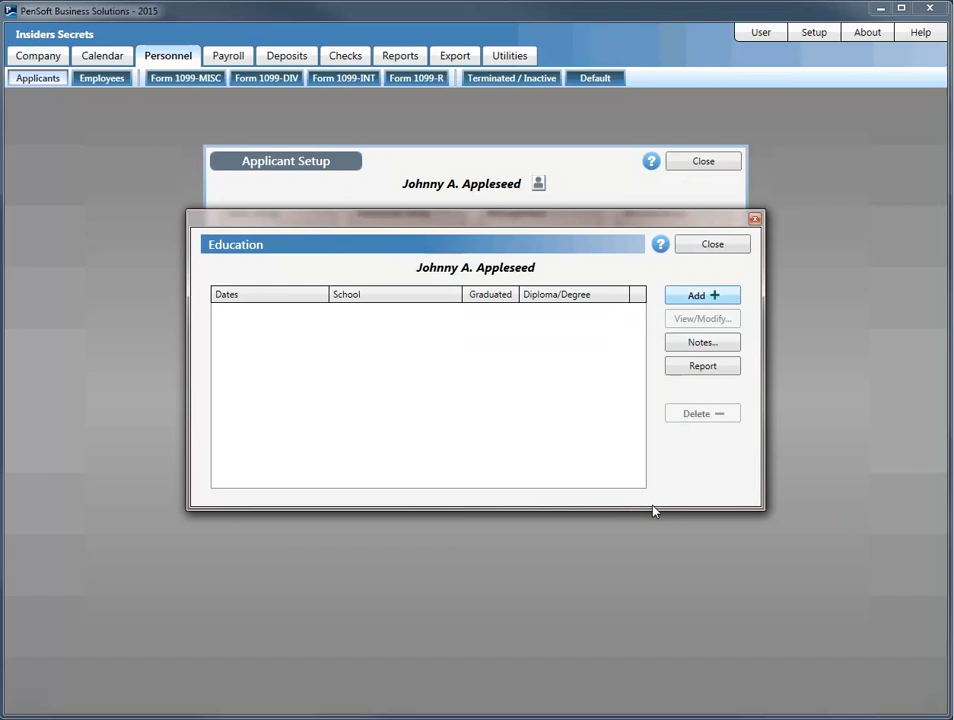 PenSoft Business Solutions - 2015
Insiders Secrets
User Setup About Help
Company Calendar Personnel Payroll Deposits Checks Reports Export Utilities
Applicants Employees Form 1099-MISC Form 1099-DIV Form 1099-INT Form 1099-R Terminated / Inactive Default
Applicant Setup ? Close
Johnny A. Appleseed
Education ? Close
Johnny A. Appleseed
Dates School Graduated Diploma/Degree
Add +
View/Modify...
Notes...
Report
Delete